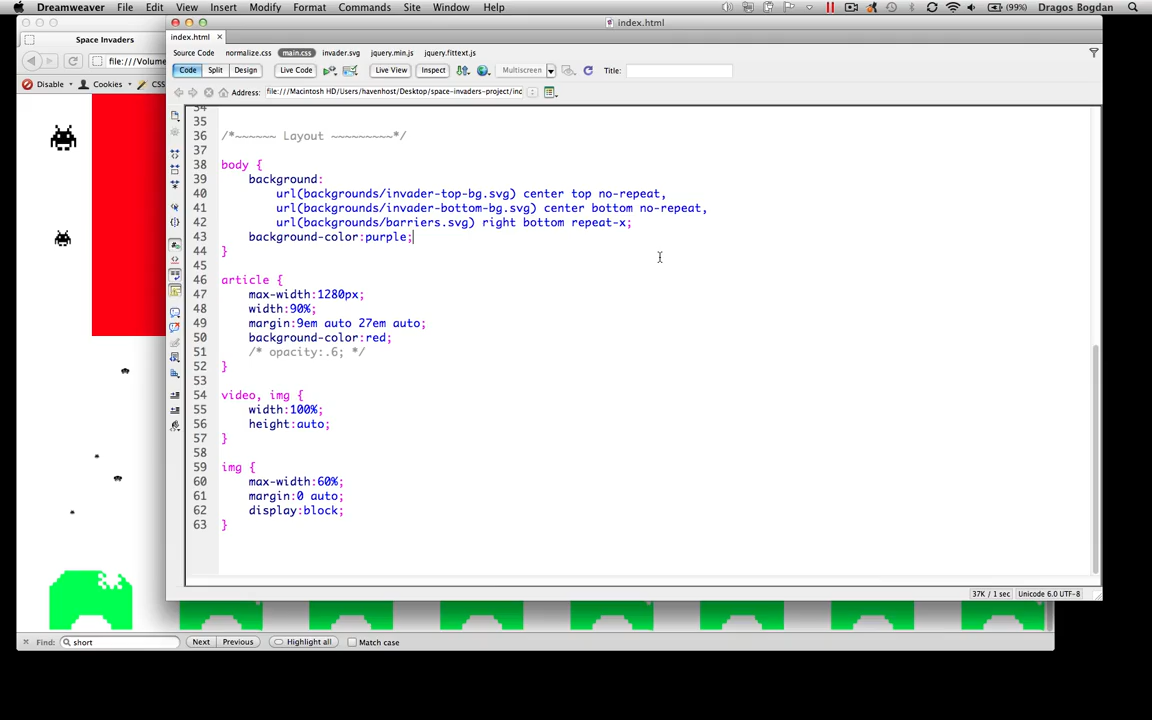 Dreamweaver File Edit View Insert Modify Format Commands Site Window Help (99%) Dragos Bogdan
index.html
Space Invaders
index.html
Source Code normalize.css main.css invader.svg jquery.min.js jquery.fittext.js
file:///Volume
Code Split Design Live Code Live View Inspect Multiscreen Title:
Disable Cookies CSS
Address: file:///Macintosh HD/Users/havenhost/Desktop/space-invaders-project/ind
34
35
36 /*~~~~~~ Layout ~~~~~~~~~*/
37
38 body {
39 background:
40 url(backgrounds/invader-top-bg.svg) center top no-repeat,
41 url(backgrounds/invader-bottom-bg.svg) center bottom no-repeat,
42 url(backgrounds/barriers.svg) right bottom repeat-x;
43 background-color:purple;
44 }
45
46 article {
47 max-width:1280px;
48 width:90%;
49 margin:9em auto 27em auto;
50 background-color:red;
51 /* opacity:.6; */
52 }
53
54 video, img {
55 width:100%;
56 height:auto;
57 }
58
59 img {
60 max-width:60%;
61 margin:0 auto;
62 display:block;
63 }
37K / 1 sec Unicode 6.0 UTF-8
Find: short Next Previous Highlight all Match case